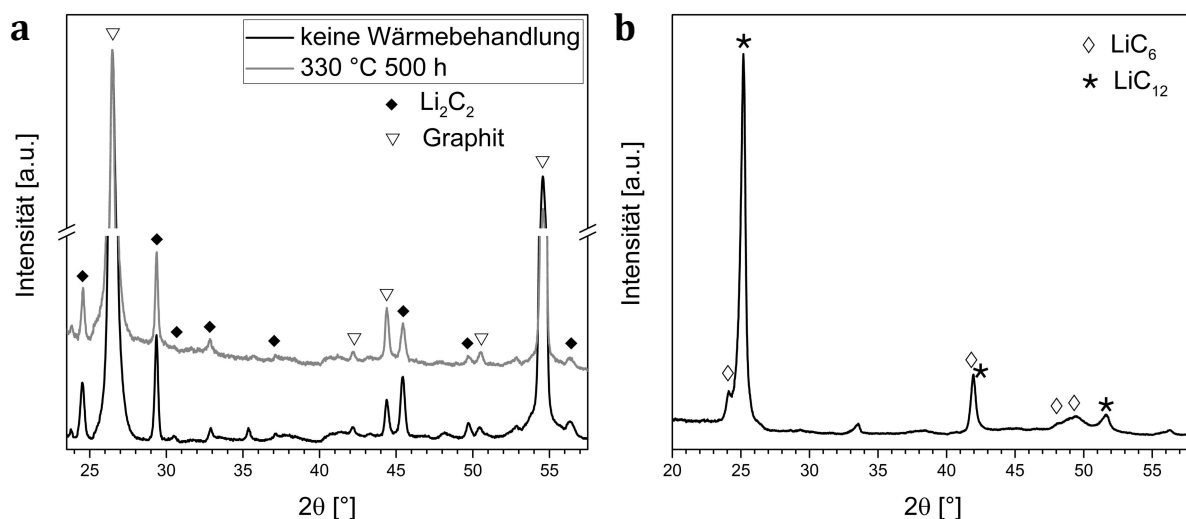 a
keine Wärmebehandlung
330 °C 500 h
Li₂C₂
Graphit
Intensität [a.u.]
25 30 35 40 45 50 55
2θ [°]
b
LiC₆
LiC₁₂
Intensität [a.u.]
20 25 30 35 40 45 50 55
2θ [°]